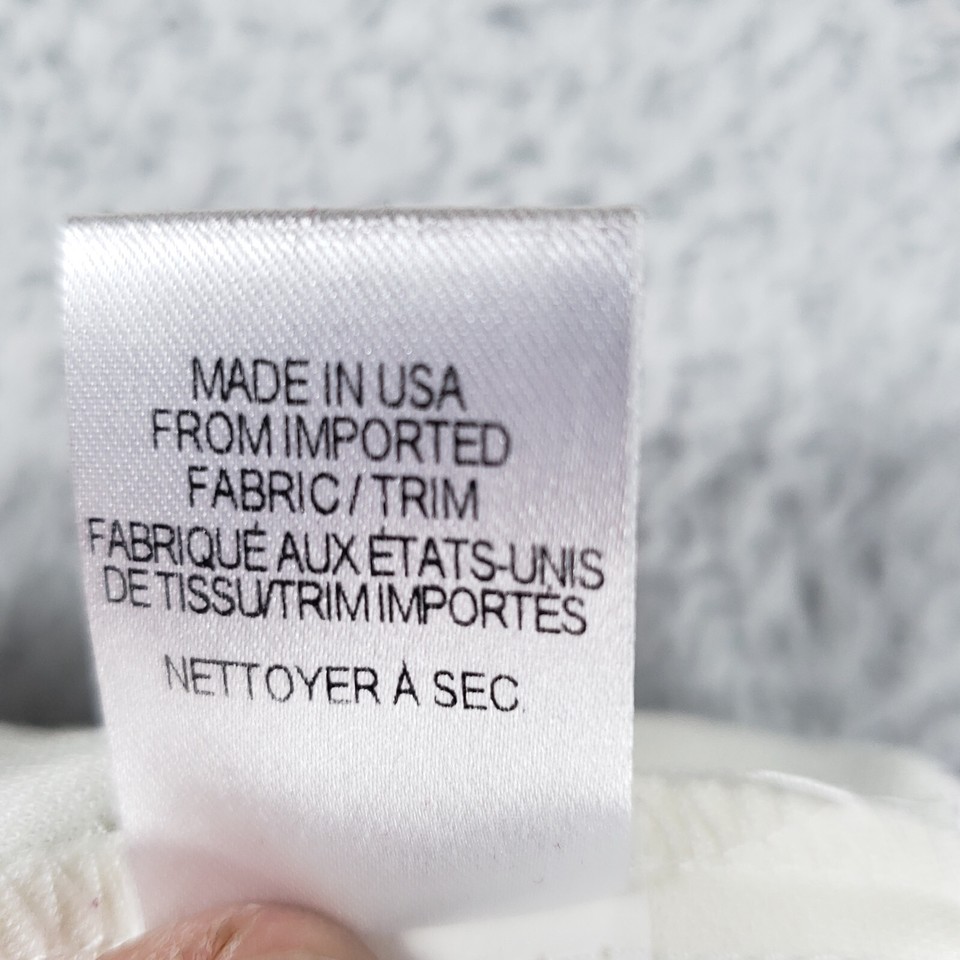 MADE IN USA
FROM IMPORTED
FABRIC / TRIM
FABRIQUÉ AUX ÉTATS-UNIS
DE TISSU/TRIM IMPORTÉS
NETTOYER À SEC